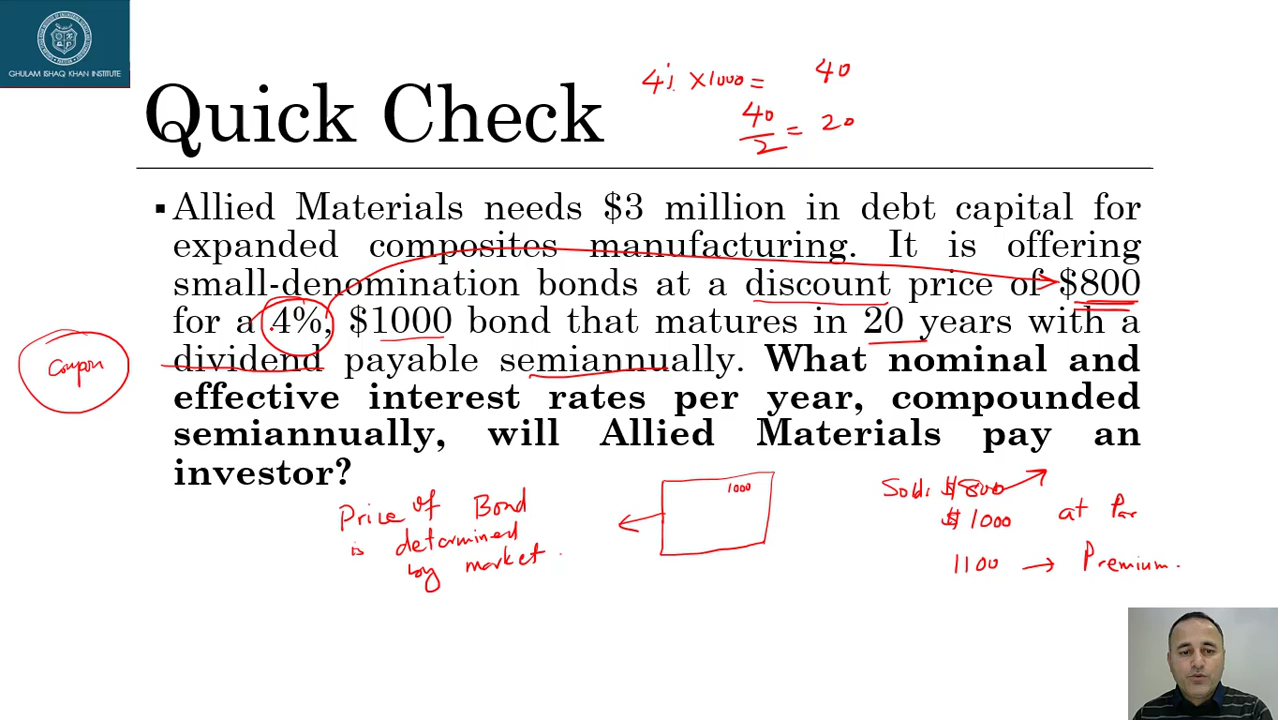 GHULAM ISHAQ KHAN INSTITUTE
4% X1000 = 40
Quick Check
40/2 = 20
▪ Allied Materials needs $3 million in debt capital for
expanded composites manufacturing. It is offering
small-denomination bonds at a discount price of $800
for a 4%, $1000 bond that matures in 20 years with a
Coupon
dividend payable semiannually. What nominal and
effective interest rates per year, compounded
semiannually, will Allied Materials pay an
investor?
Price of Bond
is determined
by market
1000
Sold: $800
$1000 at Par
1100 → Premium.